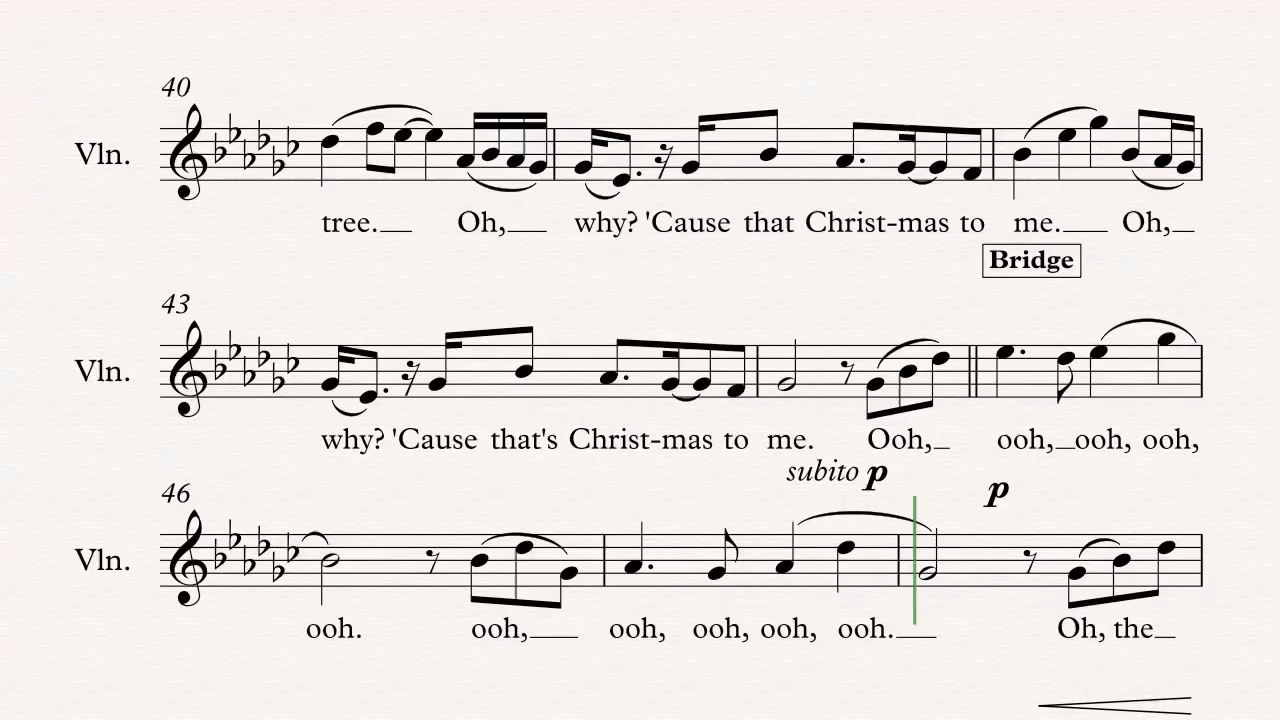 40
Vln.
tree. Oh, why? 'Cause that Christ-mas to me. Oh,
Bridge
43
Vln.
why? 'Cause that's Christ-mas to me. Ooh, ooh, ooh, ooh,
subito p
p
46
Vln.
ooh. ooh, ooh, ooh, ooh, ooh. Oh, the